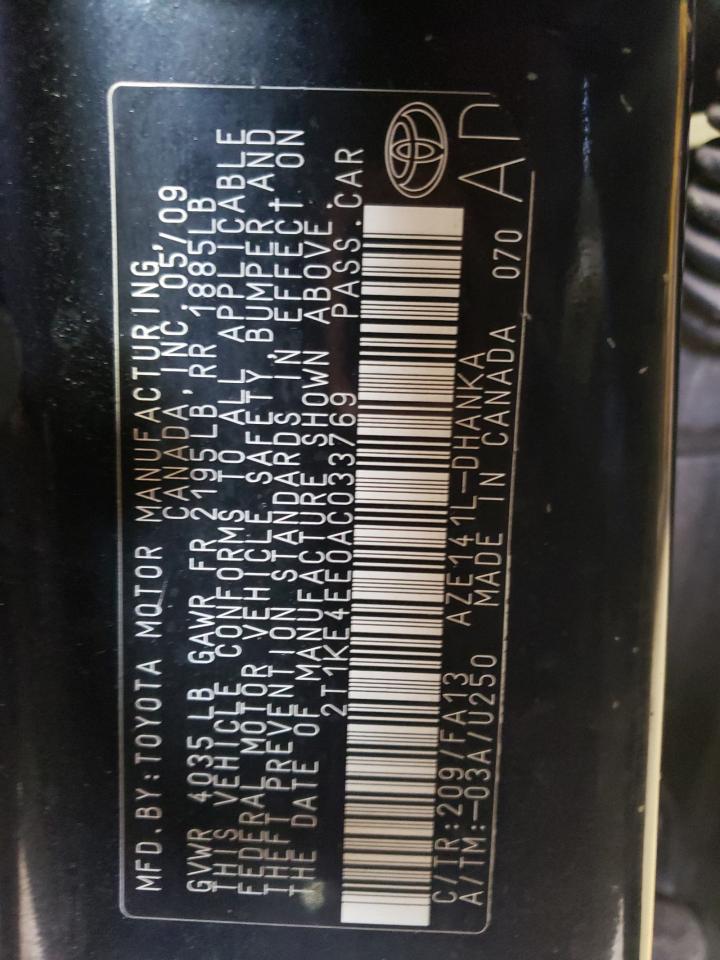 MFD.BY:TOYOTA MOTOR MANUFACTURING,
CANADA, INC. 05/09
GVWR 4035 LB GAWR FR 2195LB, RR 1885LB
THIS VEHICLE CONFORMS TO ALL APPLICABLE
FEDERAL MOTOR VEHICLE SAFETY, BUMPER AND
THEFT PREVENTION STANDARDS IN EFFECT ON
THE DATE OF MANUFACTURE SHOWN ABOVE.
2T1KE4EE0AC033769 PASS.CAR
C/TR:209/FA13 AZE141L-DHANKA
A/TM:-03A/U250 MADE IN CANADA 070